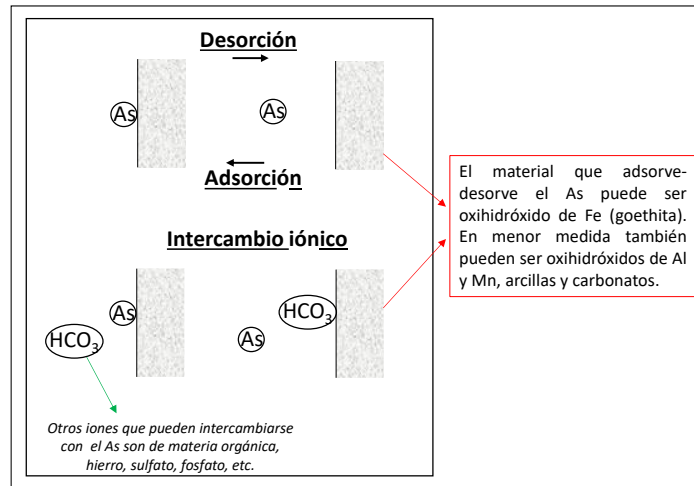 Desorción
As
As
Adsorción
Intercambio iónico
As
HCO₃
As
HCO₃
Otros iones que pueden intercambiarse
con el As son de materia orgánica,
hierro, sulfato, fosfato, etc.
El material que adsorve-
desorve el As puede ser
oxihidróxido de Fe (goethita).
En menor medida también
pueden ser oxihidróxidos de Al
y Mn, arcillas y carbonatos.